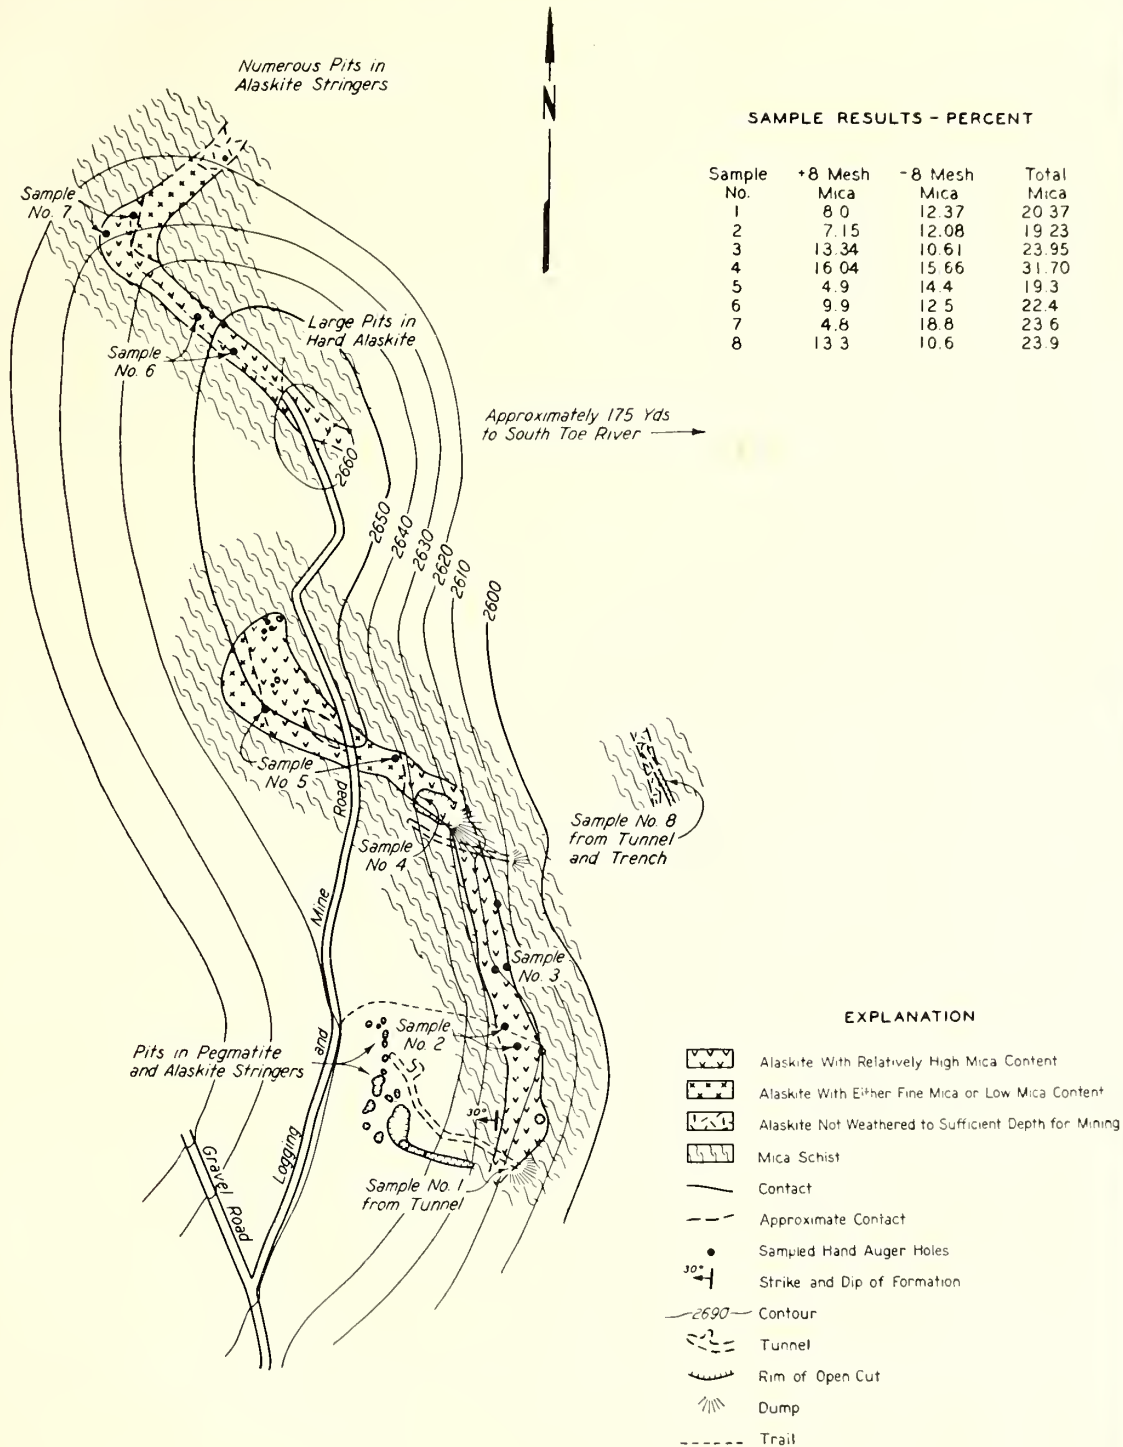 Numerous Pits in
Alaskite Stringers
N
SAMPLE RESULTS - PERCENT
Sample +8 Mesh -8 Mesh Total
No. Mica Mica Mica
1 8 0 12.37 20 37
2 7.15 12.08 19 23
3 13.34 10.61 23.95
4 16 04 15.66 31.70
5 4.9 14.4 19.3
6 9.9 12 5 22.4
7 4.8 18.8 23 6
8 13 3 10.6 23.9
Sample
No. 7
Large Pits in
Hard Alaskite
Sample
No. 6
Approximately 175 Yds
to South Toe River
2660
2650
2640
2630
2620
2610
2600
Sample
No 5
Road
Sample
No 4
Sample No. 8
from Tunnel
and Trench
Mine
Sample
No. 3
and
Sample
No. 2
Pits in Pegmatite
and Alaskite Stringers
51
30°
Logging
Gravel Road
Sample No. 1
from Tunnel
EXPLANATION
Alaskite With Relatively High Mica Content
Alaskite With Either Fine Mica or Low Mica Content
Alaskite Not Weathered to Sufficient Depth for Mining
Mica Schist
Contact
Approximate Contact
Sampled Hand Auger Holes
30°
Strike and Dip of Formation
2690
Contour
Tunnel
Rim of Open Cut
Dump
Trail